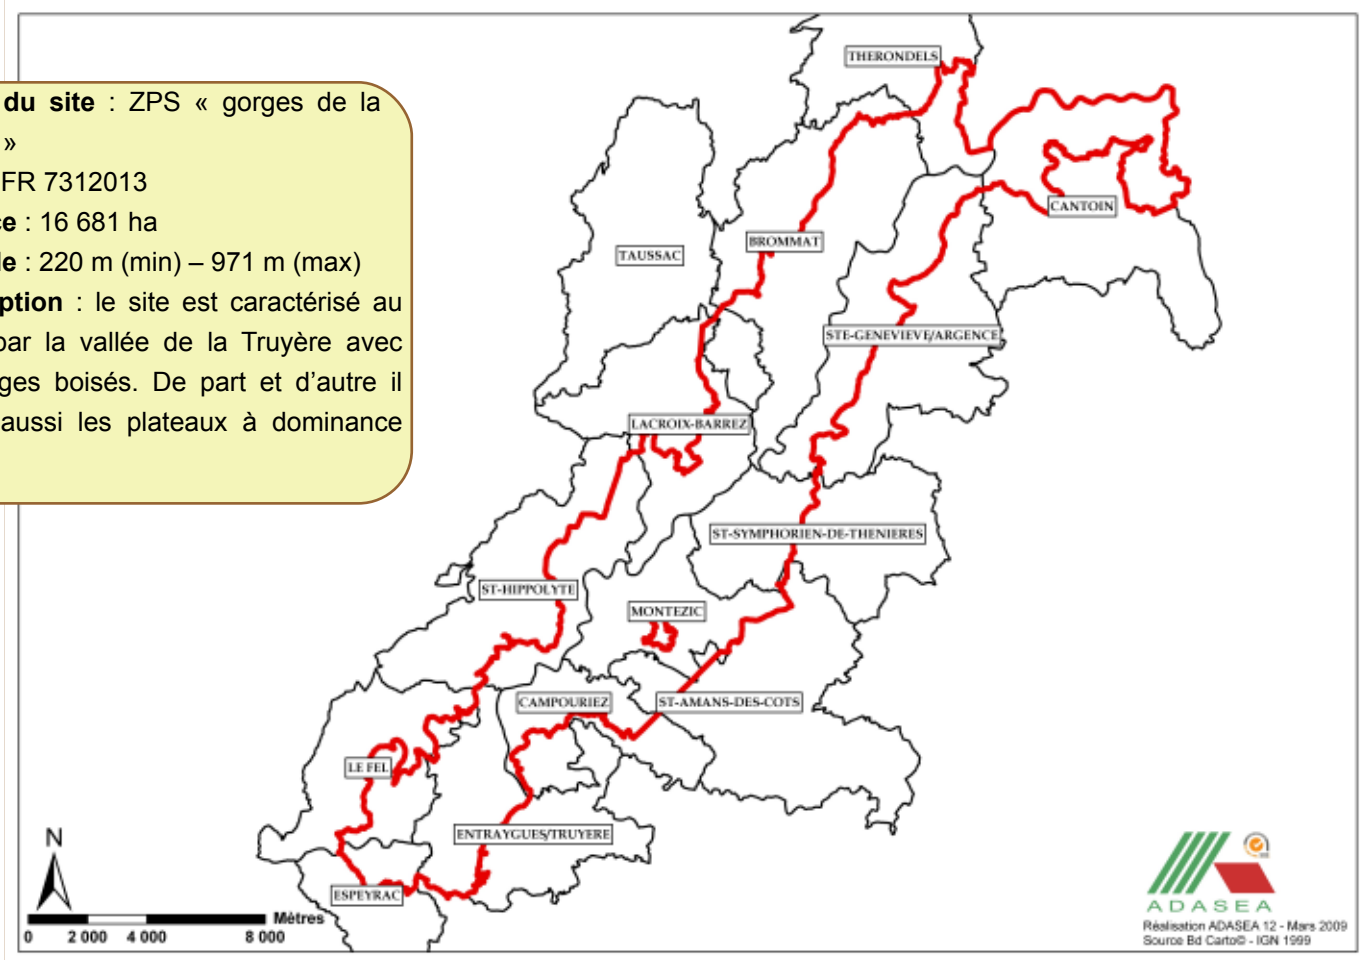 du site : ZPS « gorges de la
»
FR 7312013
ce : 16 681 ha
de : 220 m (min) – 971 m (max)
ption : le site est caractérisé au
par la vallée de la Truyère avec
ges boisés. De part et d’autre il
aussi les plateaux à dominance
THERONDELS
CANTOIN
BROMMAT
TAUSSAC
STE-GENEVIEVE/ARGENCE
LACROIX-BARREZ
ST-SYMPHORIEN-DE-THENIERES
ST-HIPPOLYTE
MONTEZIC
CAMPOURIEZ
ST-AMANS-DES-COTS
LE FEL
ENTRAYGUES/TRUYERE
ESPEYRAC
N
Mètres
0 2 000 4 000 8 000
ADASEA
Réalisation ADASEA 12 - Mars 2009
Source Bd Carto© - IGN 1999